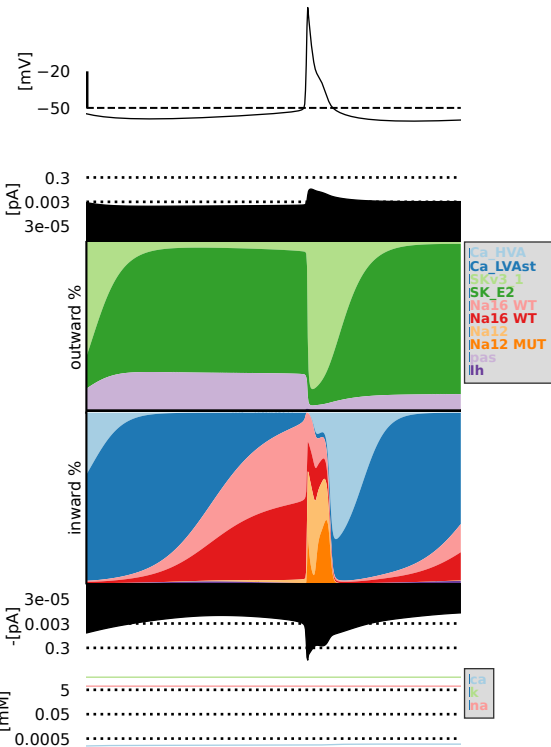 [mV]
−20
−50
[pA]
0.3
0.003
3e-05
outward %
Ca_HVA
Ca_LVAst
SKv3_1
SK_E2
Na16 WT
Na16 WT
Na12
Na12 MUT
pas
Ih
inward %
-[pA]
3e-05
0.003
0.3
[mM]
5
0.05
0.0005
ca
k
na